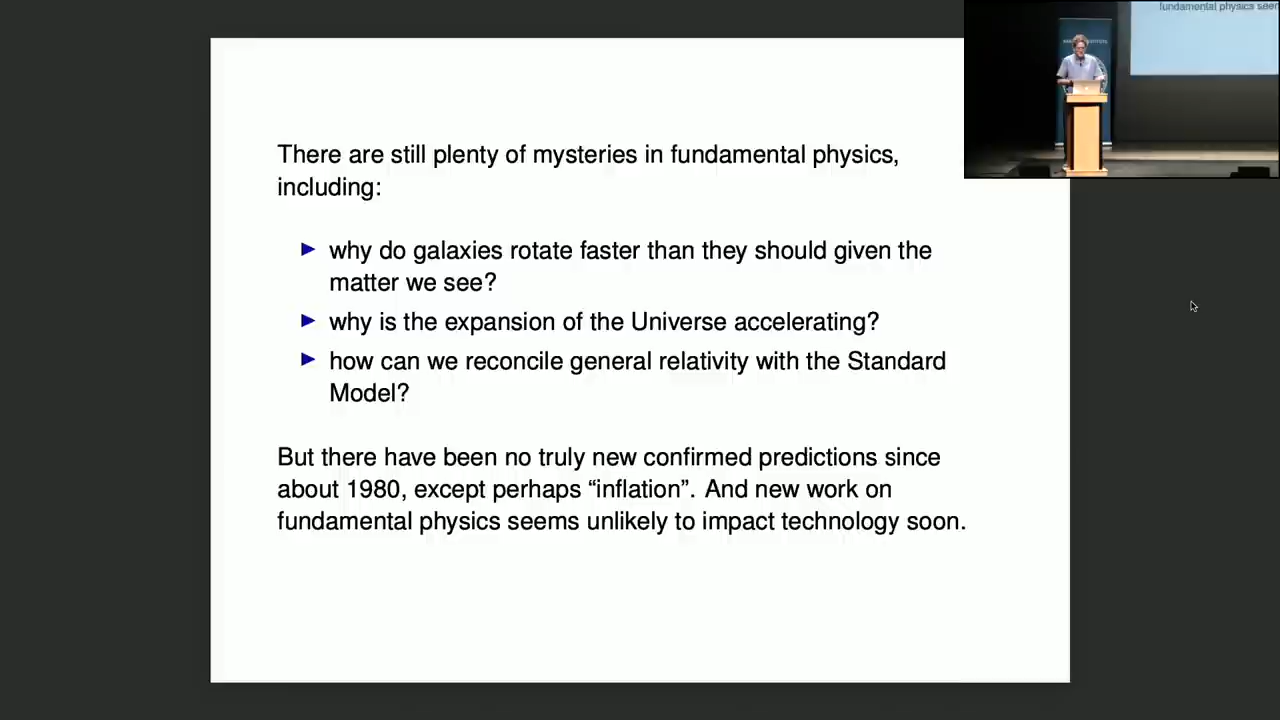 There are still plenty of mysteries in fundamental physics,
including:
▶ why do galaxies rotate faster than they should given the
matter we see?
▶ why is the expansion of the Universe accelerating?
▶ how can we reconcile general relativity with the Standard
Model?
But there have been no truly new confirmed predictions since
about 1980, except perhaps “inflation”. And new work on
fundamental physics seems unlikely to impact technology soon.
fundamental physics seem